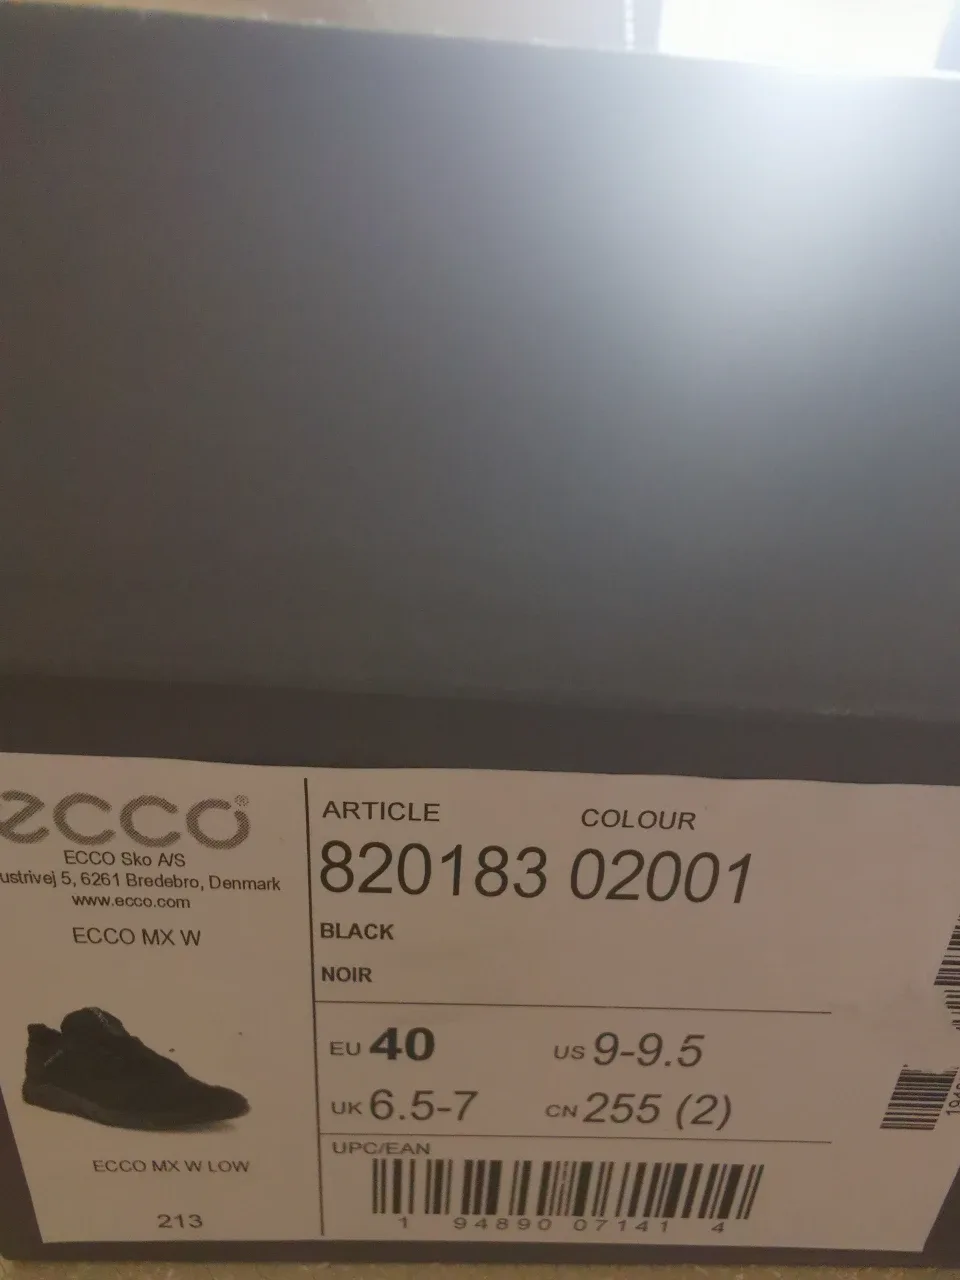 ecco®
ECCO Sko A/S
ustrivej 5, 6261 Bredebro, Denmark
www.ecco.com
ECCO MX W
ECCO MX W LOW
213
ARTICLE COLOUR
820183 02001
BLACK
NOIR
EU 40 US 9-9.5
UK 6.5-7 CN 255 (2)
UPC/EAN
1 94890 07141 4